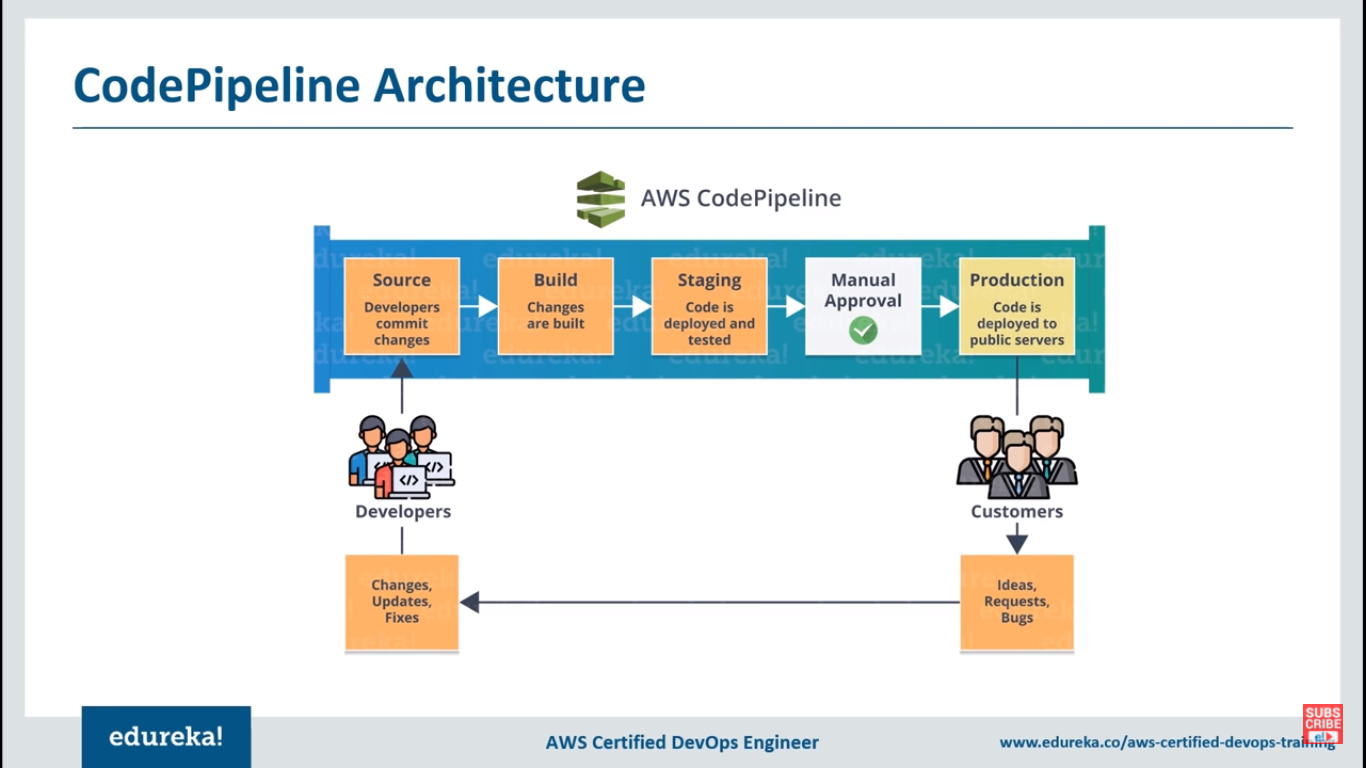 CodePipeline Architecture
AWS CodePipeline
Source
Developers
commit
changes
Build
Changes
are built
Staging
Code is
deployed and
tested
Manual
Approval
Production
Code is
deployed to
public servers
</>
</>
</>
Developers
Customers
Changes,
Updates,
Fixes
Ideas,
Requests,
Bugs
edureka!
AWS Certified DevOps Engineer
www.edureka.co/aws-certified-devops-training
SUBS
CRIBE
e!